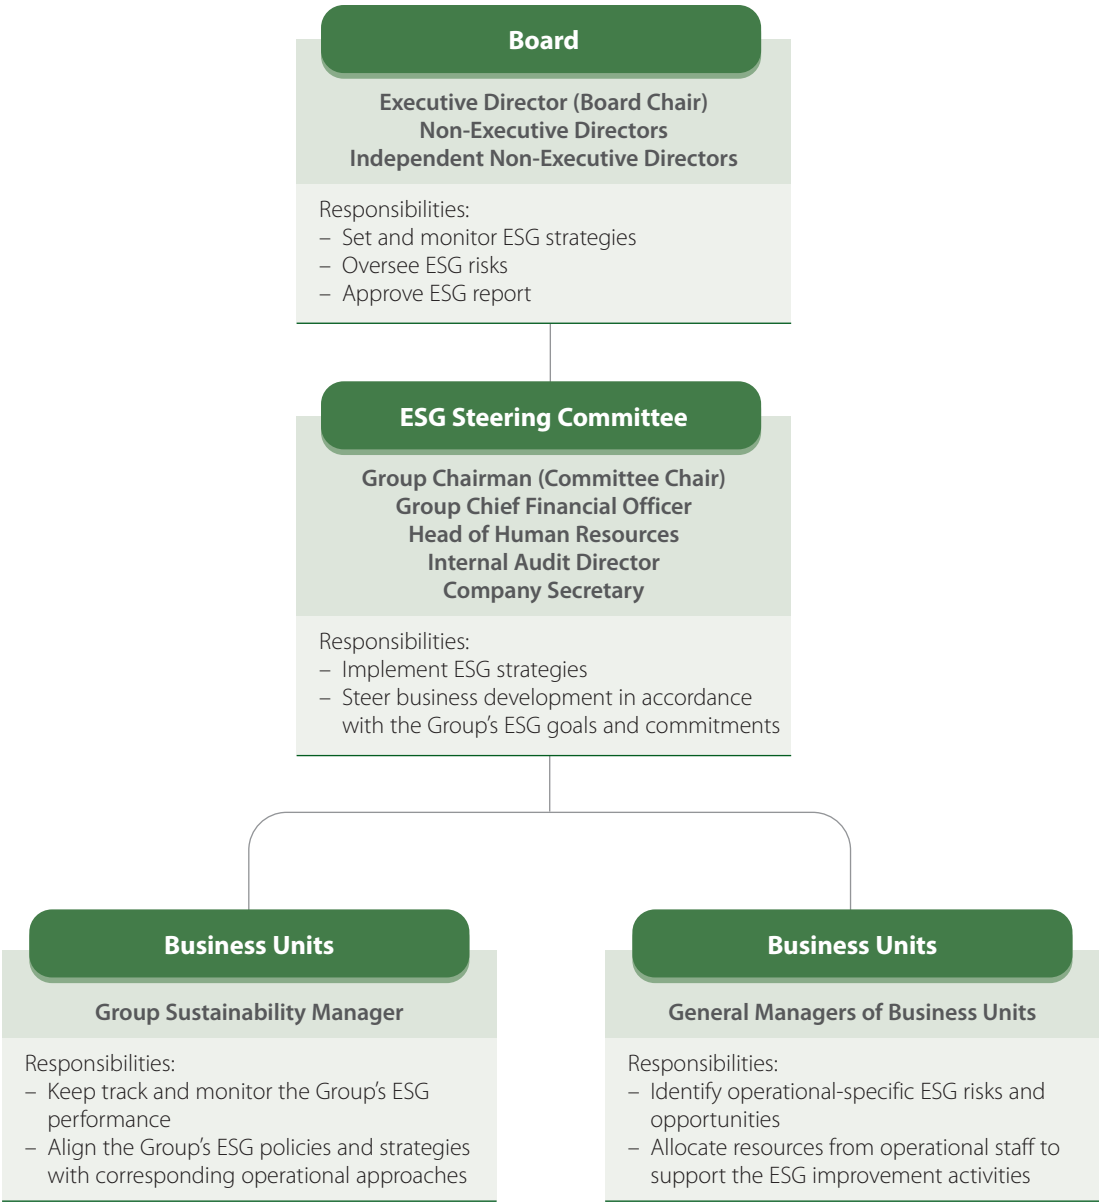 Board
Executive Director (Board Chair)
Non-Executive Directors
Independent Non-Executive Directors
Responsibilities:
– Set and monitor ESG strategies
– Oversee ESG risks
– Approve ESG report
ESG Steering Committee
Group Chairman (Committee Chair)
Group Chief Financial Officer
Head of Human Resources
Internal Audit Director
Company Secretary
Responsibilities:
– Implement ESG strategies
– Steer business development in accordance
with the Group’s ESG goals and commitments
Business Units
Group Sustainability Manager
Responsibilities:
– Keep track and monitor the Group’s ESG
performance
– Align the Group’s ESG policies and strategies
with corresponding operational approaches
Business Units
General Managers of Business Units
Responsibilities:
– Identify operational-specific ESG risks and
opportunities
– Allocate resources from operational staff to
support the ESG improvement activities